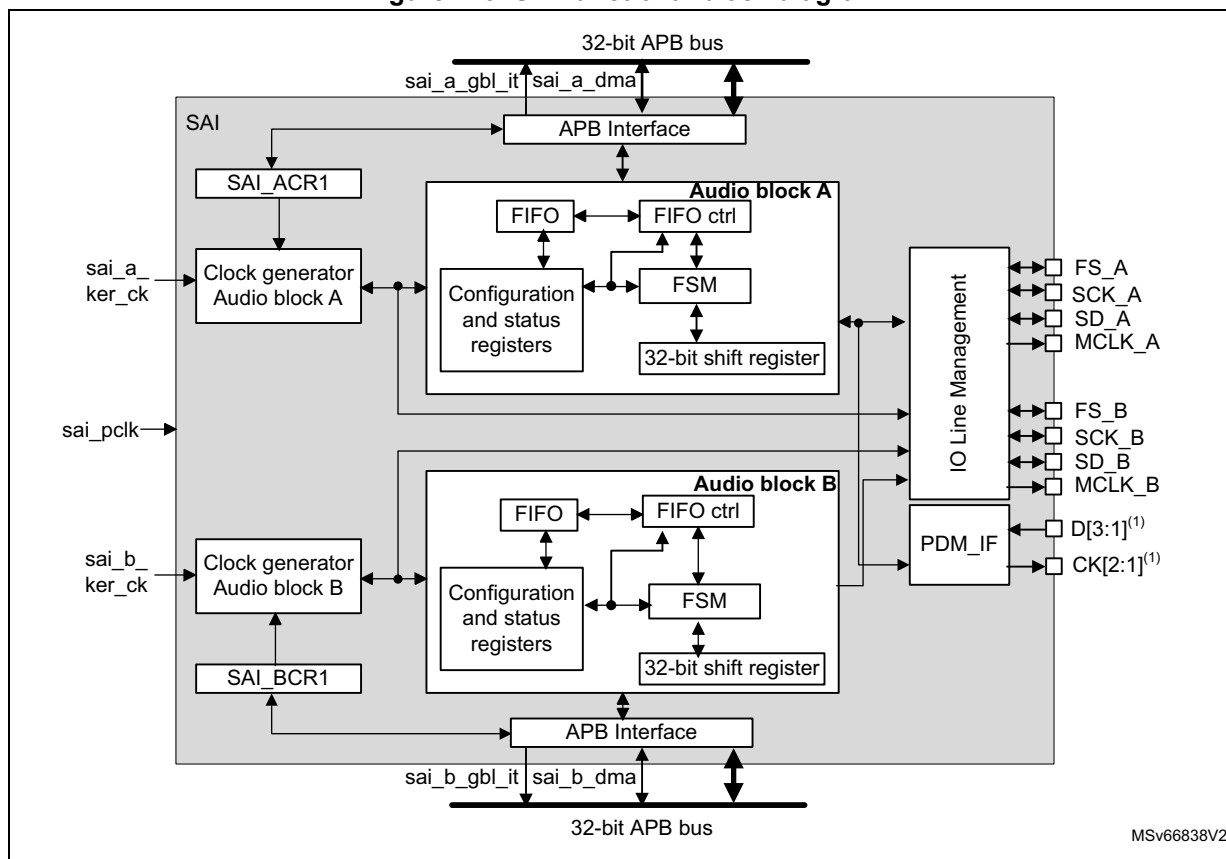 32-bit APB bus
sai_a_gbl_it
sai_a_dma
SAI
APB Interface
SAI_ACR1
Audio block A
FIFO
FIFO ctrl
sai_a_
ker_ck
Clock generator
Audio block A
Configuration
and status
registers
FSM
32-bit shift register
IO Line Management
FS_A
SCK_A
SD_A
MCLK_A
sai_pclk
FS_B
SCK_B
SD_B
MCLK_B
Audio block B
FIFO
FIFO ctrl
sai_b_
ker_ck
Clock generator
Audio block B
Configuration
and status
registers
FSM
32-bit shift register
PDM_IF
D[3:1](1)
CK[2:1](1)
SAI_BCR1
APB Interface
sai_b_gbl_it
sai_b_dma
32-bit APB bus
MSv66838V2